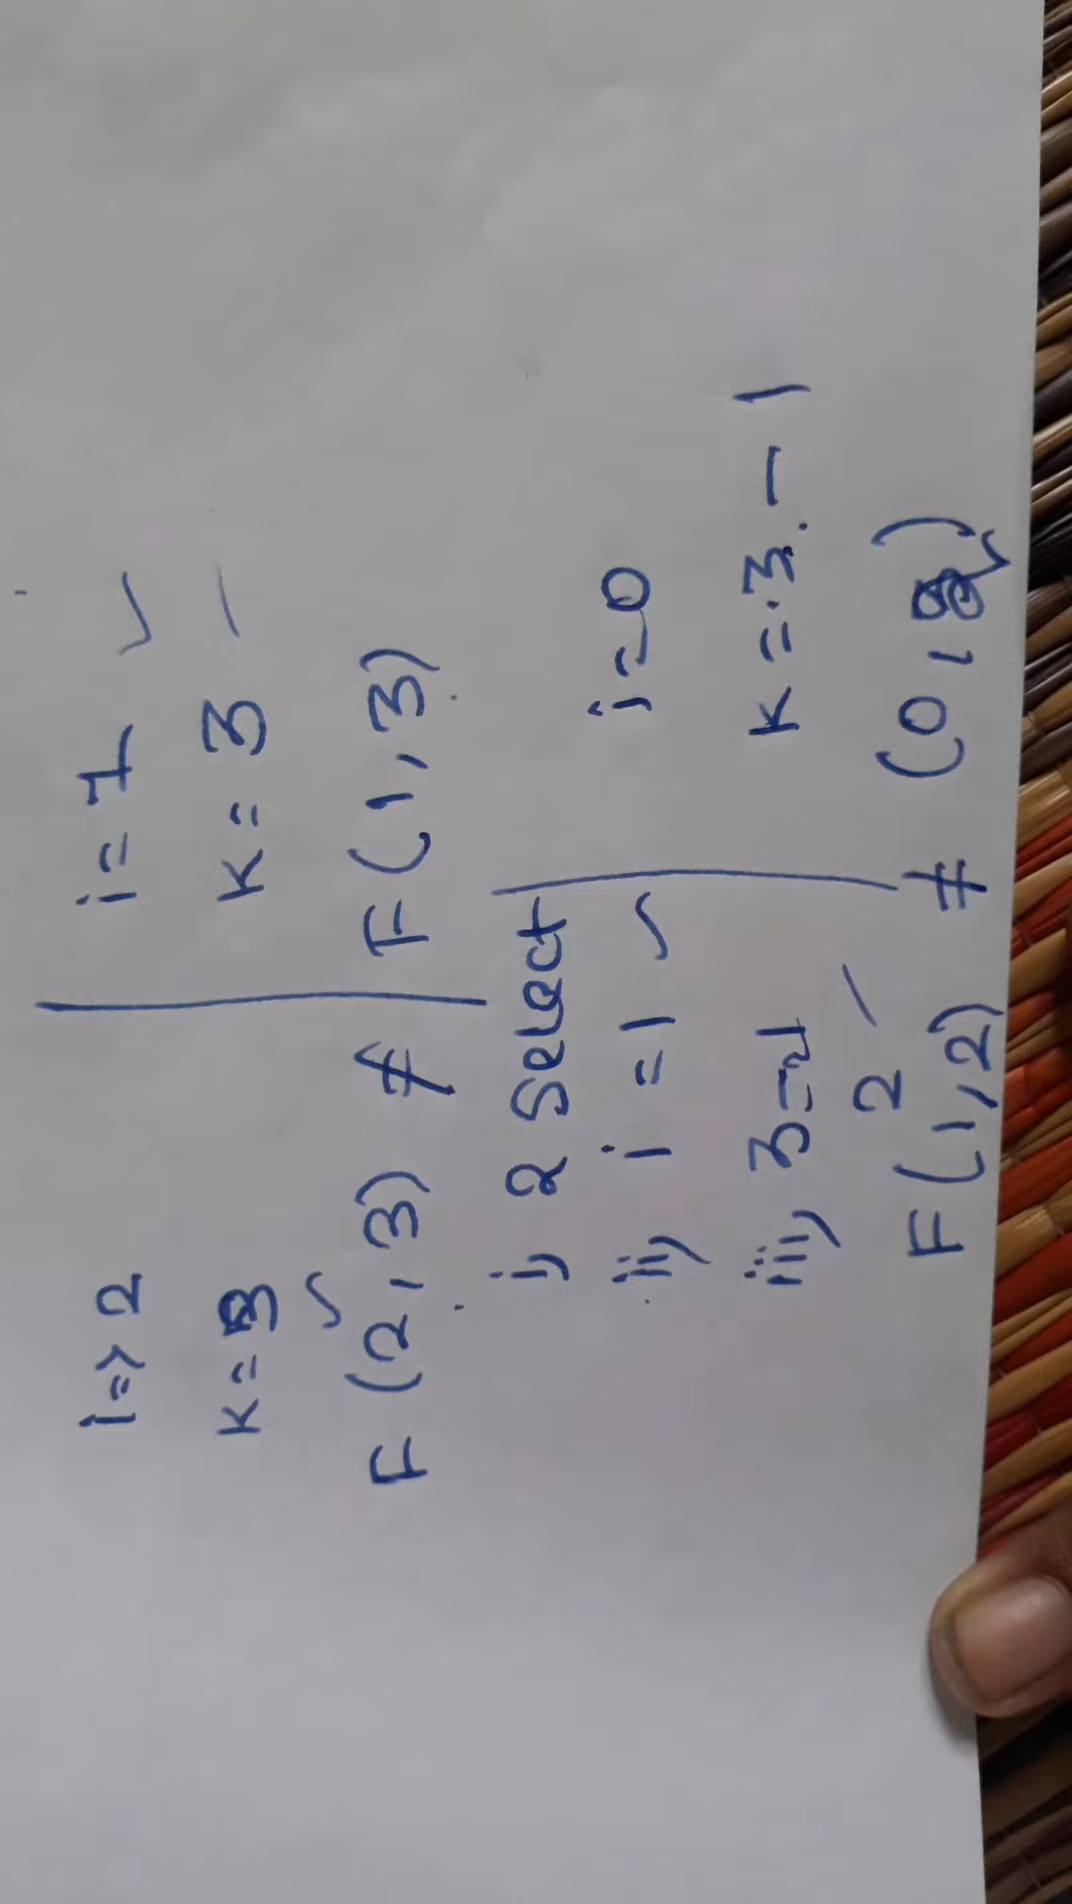 i => 2 | i = 1 ✓
K = 3 | K = 3 –
✓
F (2, 3) ≠ F (1, 3)
i, 2 Select
ii, i = 1 ✓ | i = 0
iii, 3 = 1 | K = 3. – 1
2 –
F (1, 2) ≠ (0, 2) ✓